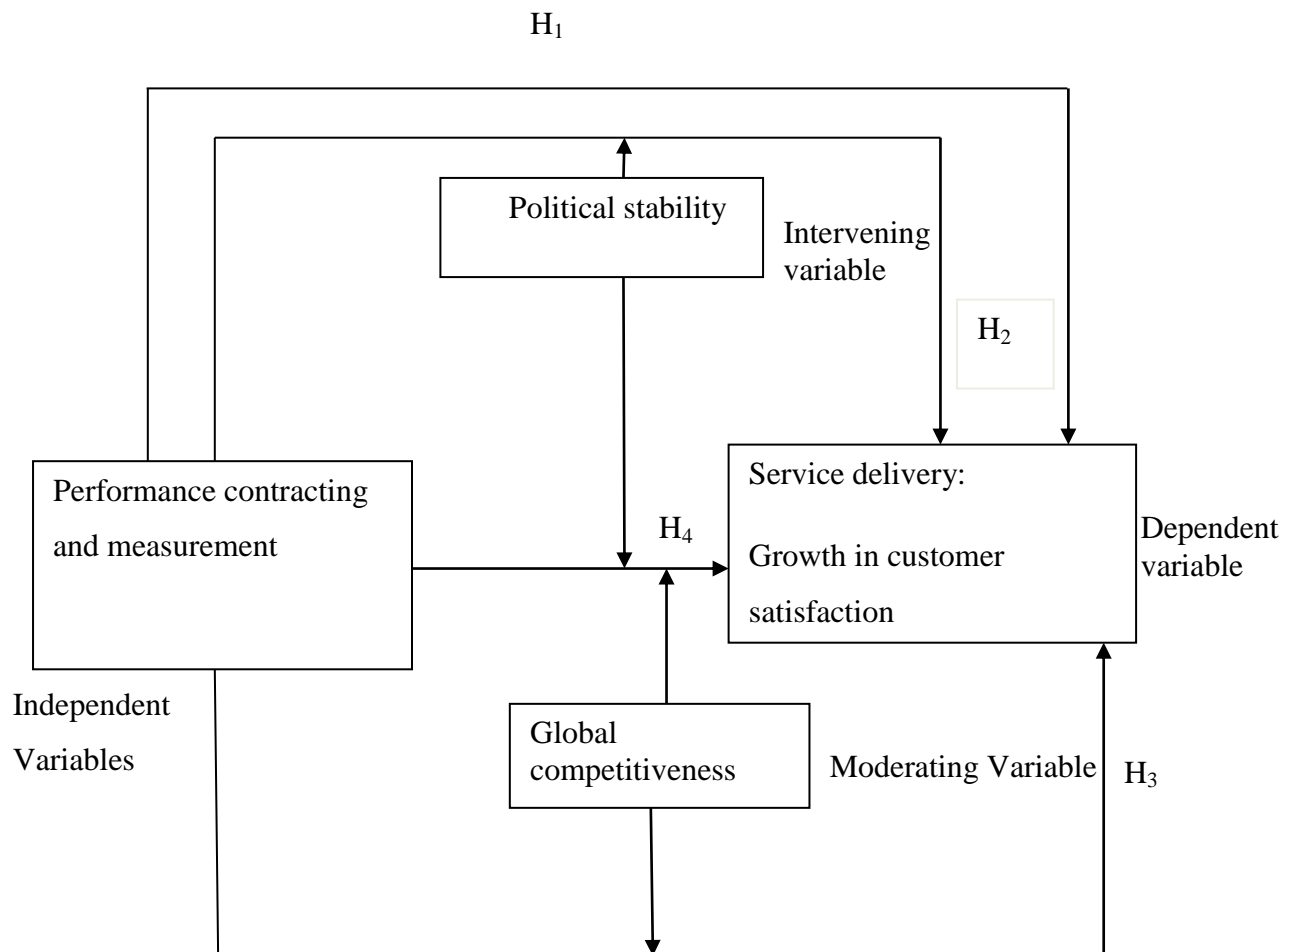 H₁
Political stability
Intervening
variable
H₂
Performance contracting
and measurement
H₄
Service delivery:
Growth in customer
satisfaction
Dependent
variable
Independent
Variables
Global
competitiveness
Moderating Variable
H₃